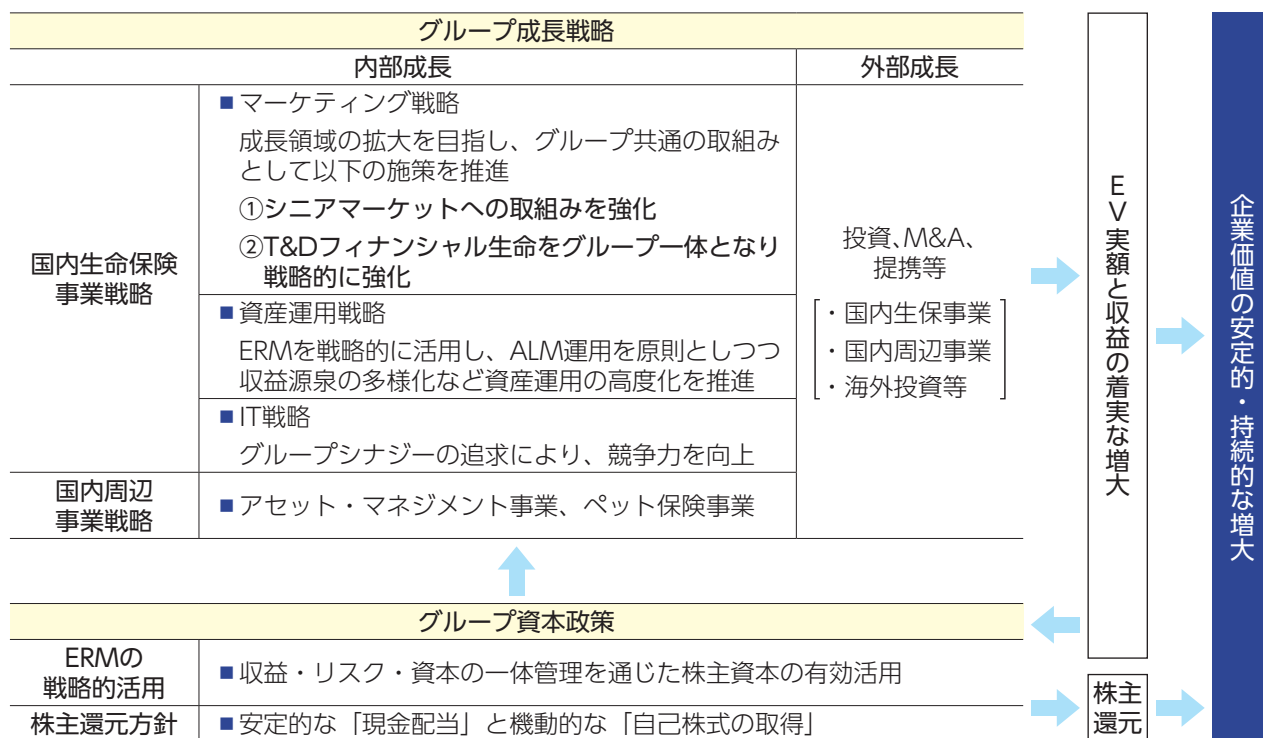 グループ成長戦略
内部成長
外部成長
国内生命保険
事業戦略
■マーケティング戦略
成長領域の拡大を目指し、グループ共通の取組み
として以下の施策を推進
①シニアマーケットへの取組みを強化
②T&Dフィナンシャル生命をグループ一体となり
戦略的に強化
■資産運用戦略
ERMを戦略的に活用し、ALM運用を原則としつつ
収益源泉の多様化など資産運用の高度化を推進
■IT戦略
グループシナジーの追求により、競争力を向上
国内周辺
事業戦略
■アセット・マネジメント事業、ペット保険事業
投資、M&A、
提携等
・国内生保事業
・国内周辺事業
・海外投資等
グループ資本政策
ERMの
戦略的活用
■収益・リスク・資本の一体管理を通じた株主資本の有効活用
株主還元方針
■安定的な「現金配当」と機動的な「自己株式の取得」
EV実額と収益の着実な増大
株主
還元
企業価値の安定的・持続的な増大